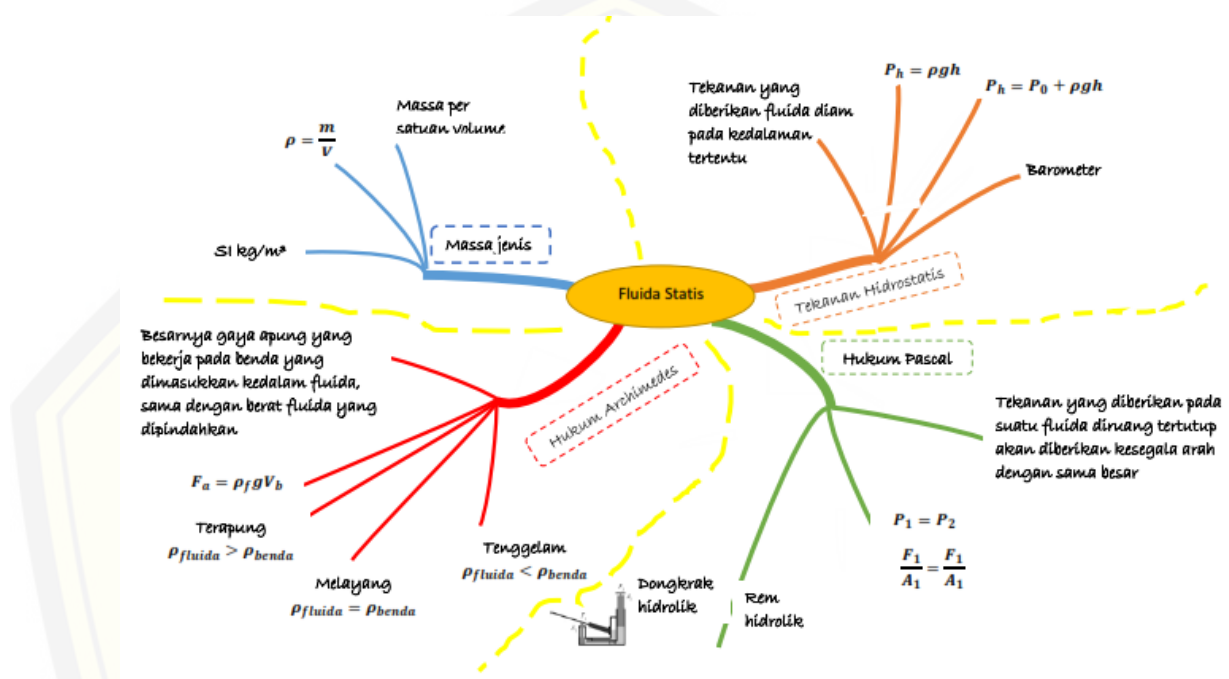 Massa per
satuan volume
ρ = m/V
SI kg/m³
Massa jenis
Tekanan yang
diberikan fluida diam
pada kedalaman
tertentu
P_h = ρgh
P_h = P_0 + ρgh
Barometer
Tekanan Hidrostatis
Fluida Statis
Besarnya gaya apung yang
bekerja pada benda yang
dimasukkan kedalam fluida,
sama dengan berat fluida yang
dipindahkan
Hukum Archimedes
F_a = ρ_f gV_b
Terapung
ρ_fluida > ρ_benda
Melayang
ρ_fluida = ρ_benda
Tenggelam
ρ_fluida < ρ_benda
Hukum Pascal
Tekanan yang diberikan pada
suatu fluida diruang tertutup
akan diberikan kesegala arah
dengan sama besar
P_1 = P_2
F_1/A_1 = F_1/A_1
Dongkrak
hidrolik
Rem
hidrolik